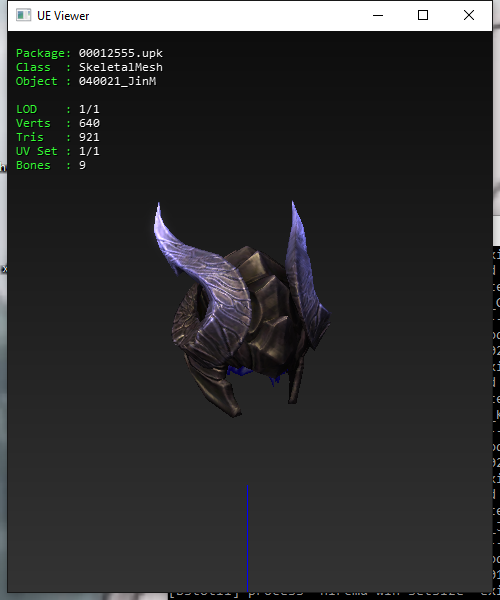 UE Viewer
Package: 00012555.upk
Class : SkeletalMesh
Object : 040021_JinM
LOD : 1/1
Verts : 640
Tris : 921
UV Set : 1/1
Bones : 9